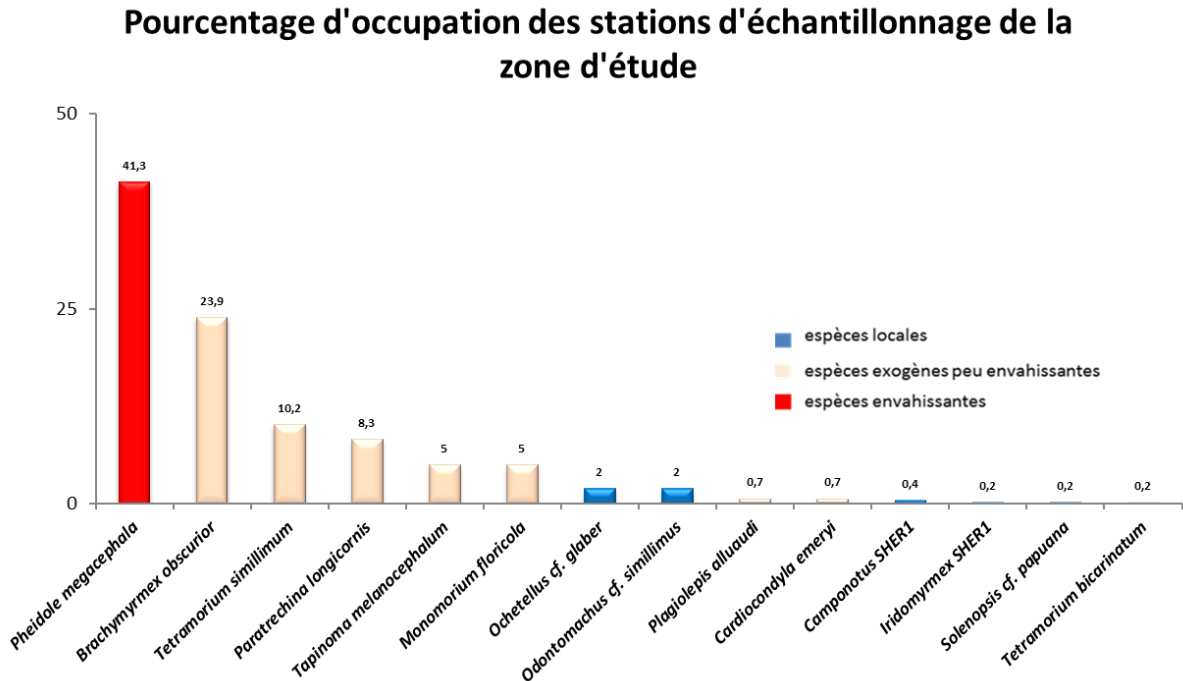 Pourcentage d'occupation des stations d'échantillonnage de la
zone d'étude
50
25
0
41,3
23,9
10,2
8,3
5
5
2
2
0,7
0,7
0,4
0,2
0,2
0,2
espèces locales
espèces exogènes peu envahissantes
espèces envahissantes
Pheidole megacephala
Brachymyrmex obscurior
Tetramorium simillimum
Paratrechina longicornis
Tapinoma melanocephalum
Monomorium floricola
Ochetellus cf. glaber
Odontomachus cf. simillimus
Plagiolepis alluaudi
Cardiocondyla emeryi
Camponotus SHER1
Iridomyrmex SHER1
Solenopsis cf. papuana
Tetramorium bicarinatum